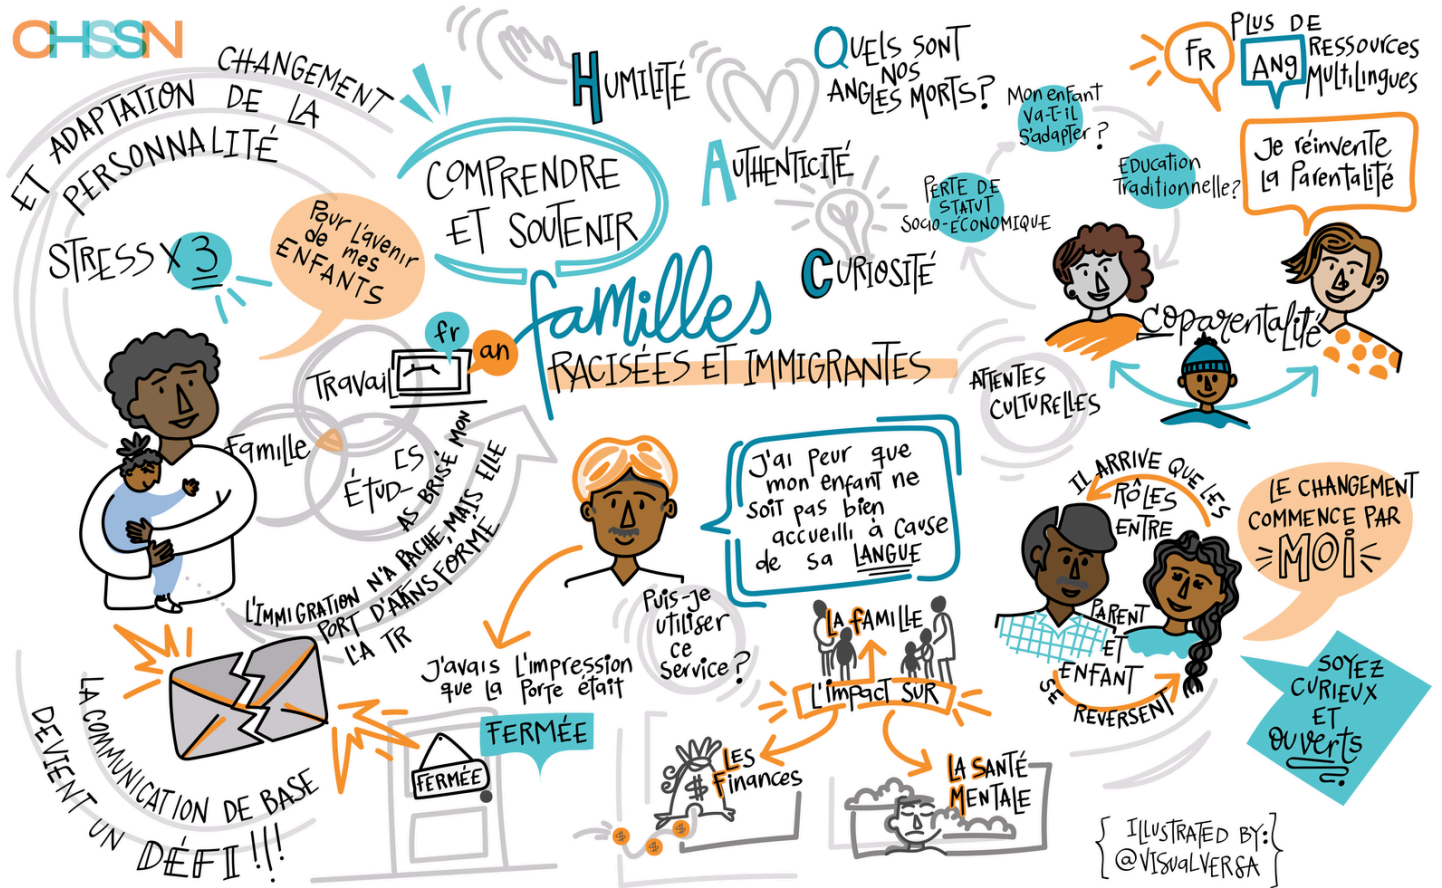 CHSSN
CHANGEMENT
ET ADAPTATION DE LA
PERSONNALITÉ
STRESS X 3
Pour l'avenir
de mes
ENFANTS
COMPRENDRE
ET SOUTENIR
familles
RACISÉES ET IMMIGRANTES
HUMILITÉ
AUTHENTICITÉ
CURIOSITÉ
QUELS SONT
NOS
ANGLES MORTS?
Mon enfant
va-t-il
s'adapter?
Education
Traditionnelle?
PERTE DE
STATUT
SOCIO-ÉCONOMIQUE
FR
ANG
PLUS DE
RESSOURCES
MULTILINGUES
Je réinvente
la Parentalité
Coparentalité
ATTENTES
CULTURELLES
Travail
fr
an
Famille
ÉTUD_
ES
L'IMMIGRATION N'A PAS BRISÉ MON
RACHE, MAIS ELLE
PORT D'A
L'A TRANSFORMÉ
J'ai peur que
mon enfant ne
soit pas bien
accueilli à cause
de sa LANGUE
J'avais l'impression
que la porte était
FERMÉE
FERMÉE
Puis-je
utiliser
ce
service?
LA FAMILLE
L'IMPACT SUR
LES
Finances
$
$
$
$
LA SANTÉ
MENTALE
IL ARRIVE QUE LES
RÔLES
ENTRE
PARENT
ET
ENFANT
SE
REVERSENT
LE CHANGEMENT
COMMENCE PAR
MOI
SOYEZ
CURIEUX
ET
OUVERTS
LA COMMUNICATION DE BASE
DEVIENT UN DÉFI!!!
ILLUSTRATED BY:
@VISUALVERSA